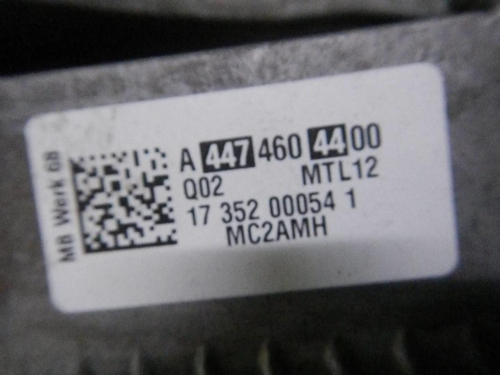 A 447 460 44 00
Q02 MTL12
17 352 00054 1
MC2AMH
MB Werk 68